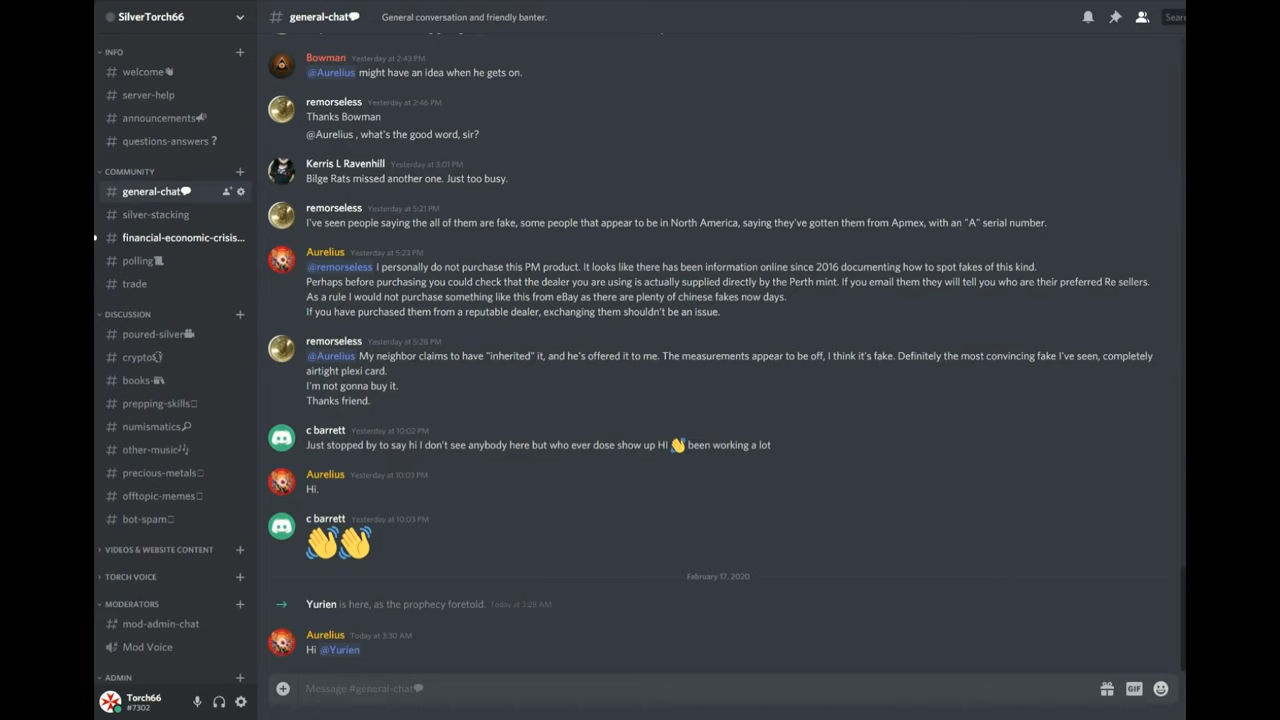 SilverTorch66
# general-chat💬 General conversation and friendly banter.
Sear
INFO
# welcome👋
# server-help
# announcements📢
# questions-answers❓
COMMUNITY
# general-chat💬
# silver-stacking
# financial-economic-crisis...
# polling📜
# trade
DISCUSSION
# poured-silver🎥
# crypto
# books
# prepping-skills
# numismatics🔎
# other-music🎶
# precious-metals
# offtopic-memes
# bot-spam
VIDEOS & WEBSITE CONTENT
TORCH VOICE
MODERATORS
# mod-admin-chat
Mod Voice
ADMIN
Torch66
#7302
Bowman Yesterday at 2:43 PM
@Aurelius might have an idea when he gets on.
remorseless Yesterday at 2:46 PM
Thanks Bowman
@Aurelius , what's the good word, sir?
Kerris L Ravenhill Yesterday at 3:01 PM
Bilge Rats missed another one. Just too busy.
remorseless Yesterday at 5:21 PM
I've seen people saying the all of them are fake, some people that appear to be in North America, saying they've gotten them from Apmex, with an "A" serial number.
Aurelius Yesterday at 5:23 PM
@remorseless I personally do not purchase this PM product. It looks like there has been information online since 2016 documenting how to spot fakes of this kind.
Perhaps before purchasing you could check that the dealer you are using is actually supplied directly by the Perth mint. If you email them they will tell you who are their preferred Re sellers.
As a rule I would not purchase something like this from eBay as there are plenty of chinese fakes now days.
If you have purchased them from a reputable dealer, exchanging them shouldn't be an issue.
remorseless Yesterday at 5:28 PM
@Aurelius My neighbor claims to have "inherited" it, and he's offered it to me. The measurements appear to be off, I think it's fake. Definitely the most convincing fake I've seen, completely
airtight plexi card.
I'm not gonna buy it.
Thanks friend.
c barrett Yesterday at 10:02 PM
Just stopped by to say hi I don't see anybody here but who ever dose show up HI 👋 been working a lot
Aurelius Yesterday at 10:03 PM
Hi.
c barrett Yesterday at 10:03 PM
👋👋
February 17, 2020
Yurien is here, as the prophecy foretold. Today at 3:28 AM
Aurelius Today at 3:30 AM
Hi @Yurien
Message #general-chat💬
GIF